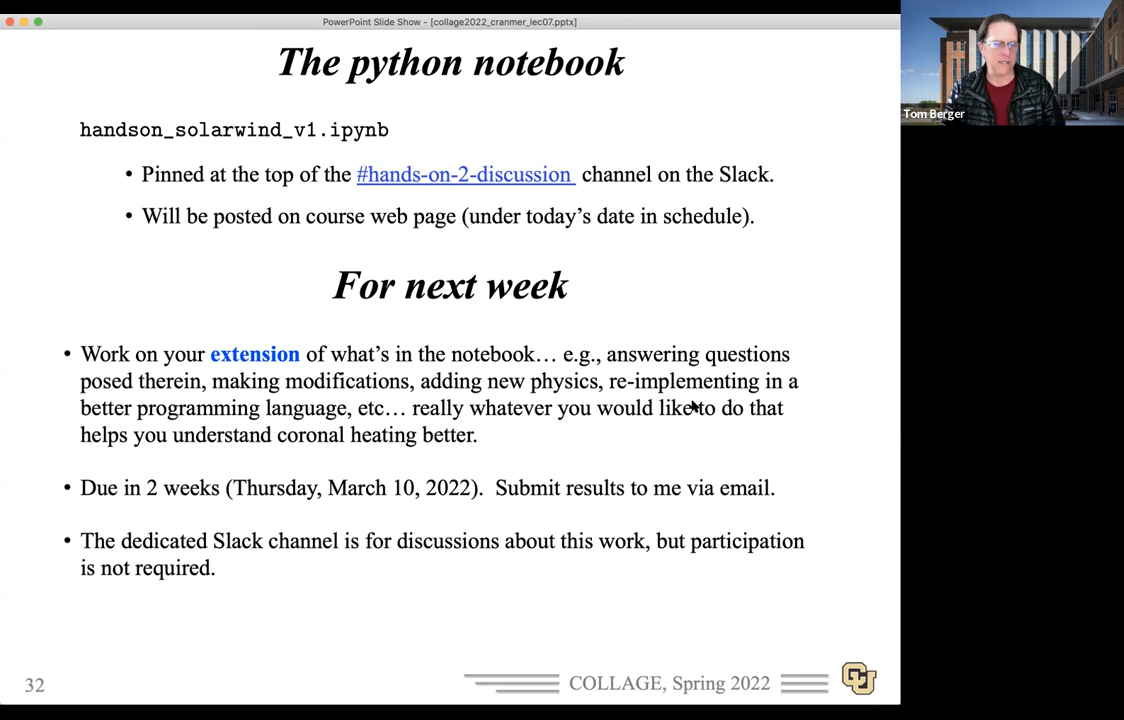 PowerPoint Slide Show - [collage2022_cranmer_lec07.pptx]
The python notebook
handson_solarwind_v1.ipynb
• Pinned at the top of the #hands-on-2-discussion channel on the Slack.
• Will be posted on course web page (under today’s date in schedule).
For next week
• Work on your extension of what’s in the notebook… e.g., answering questions
posed therein, making modifications, adding new physics, re-implementing in a
better programming language, etc… really whatever you would like to do that
helps you understand coronal heating better.
• Due in 2 weeks (Thursday, March 10, 2022). Submit results to me via email.
• The dedicated Slack channel is for discussions about this work, but participation
is not required.
32
COLLAGE, Spring 2022
CU
Tom Berger